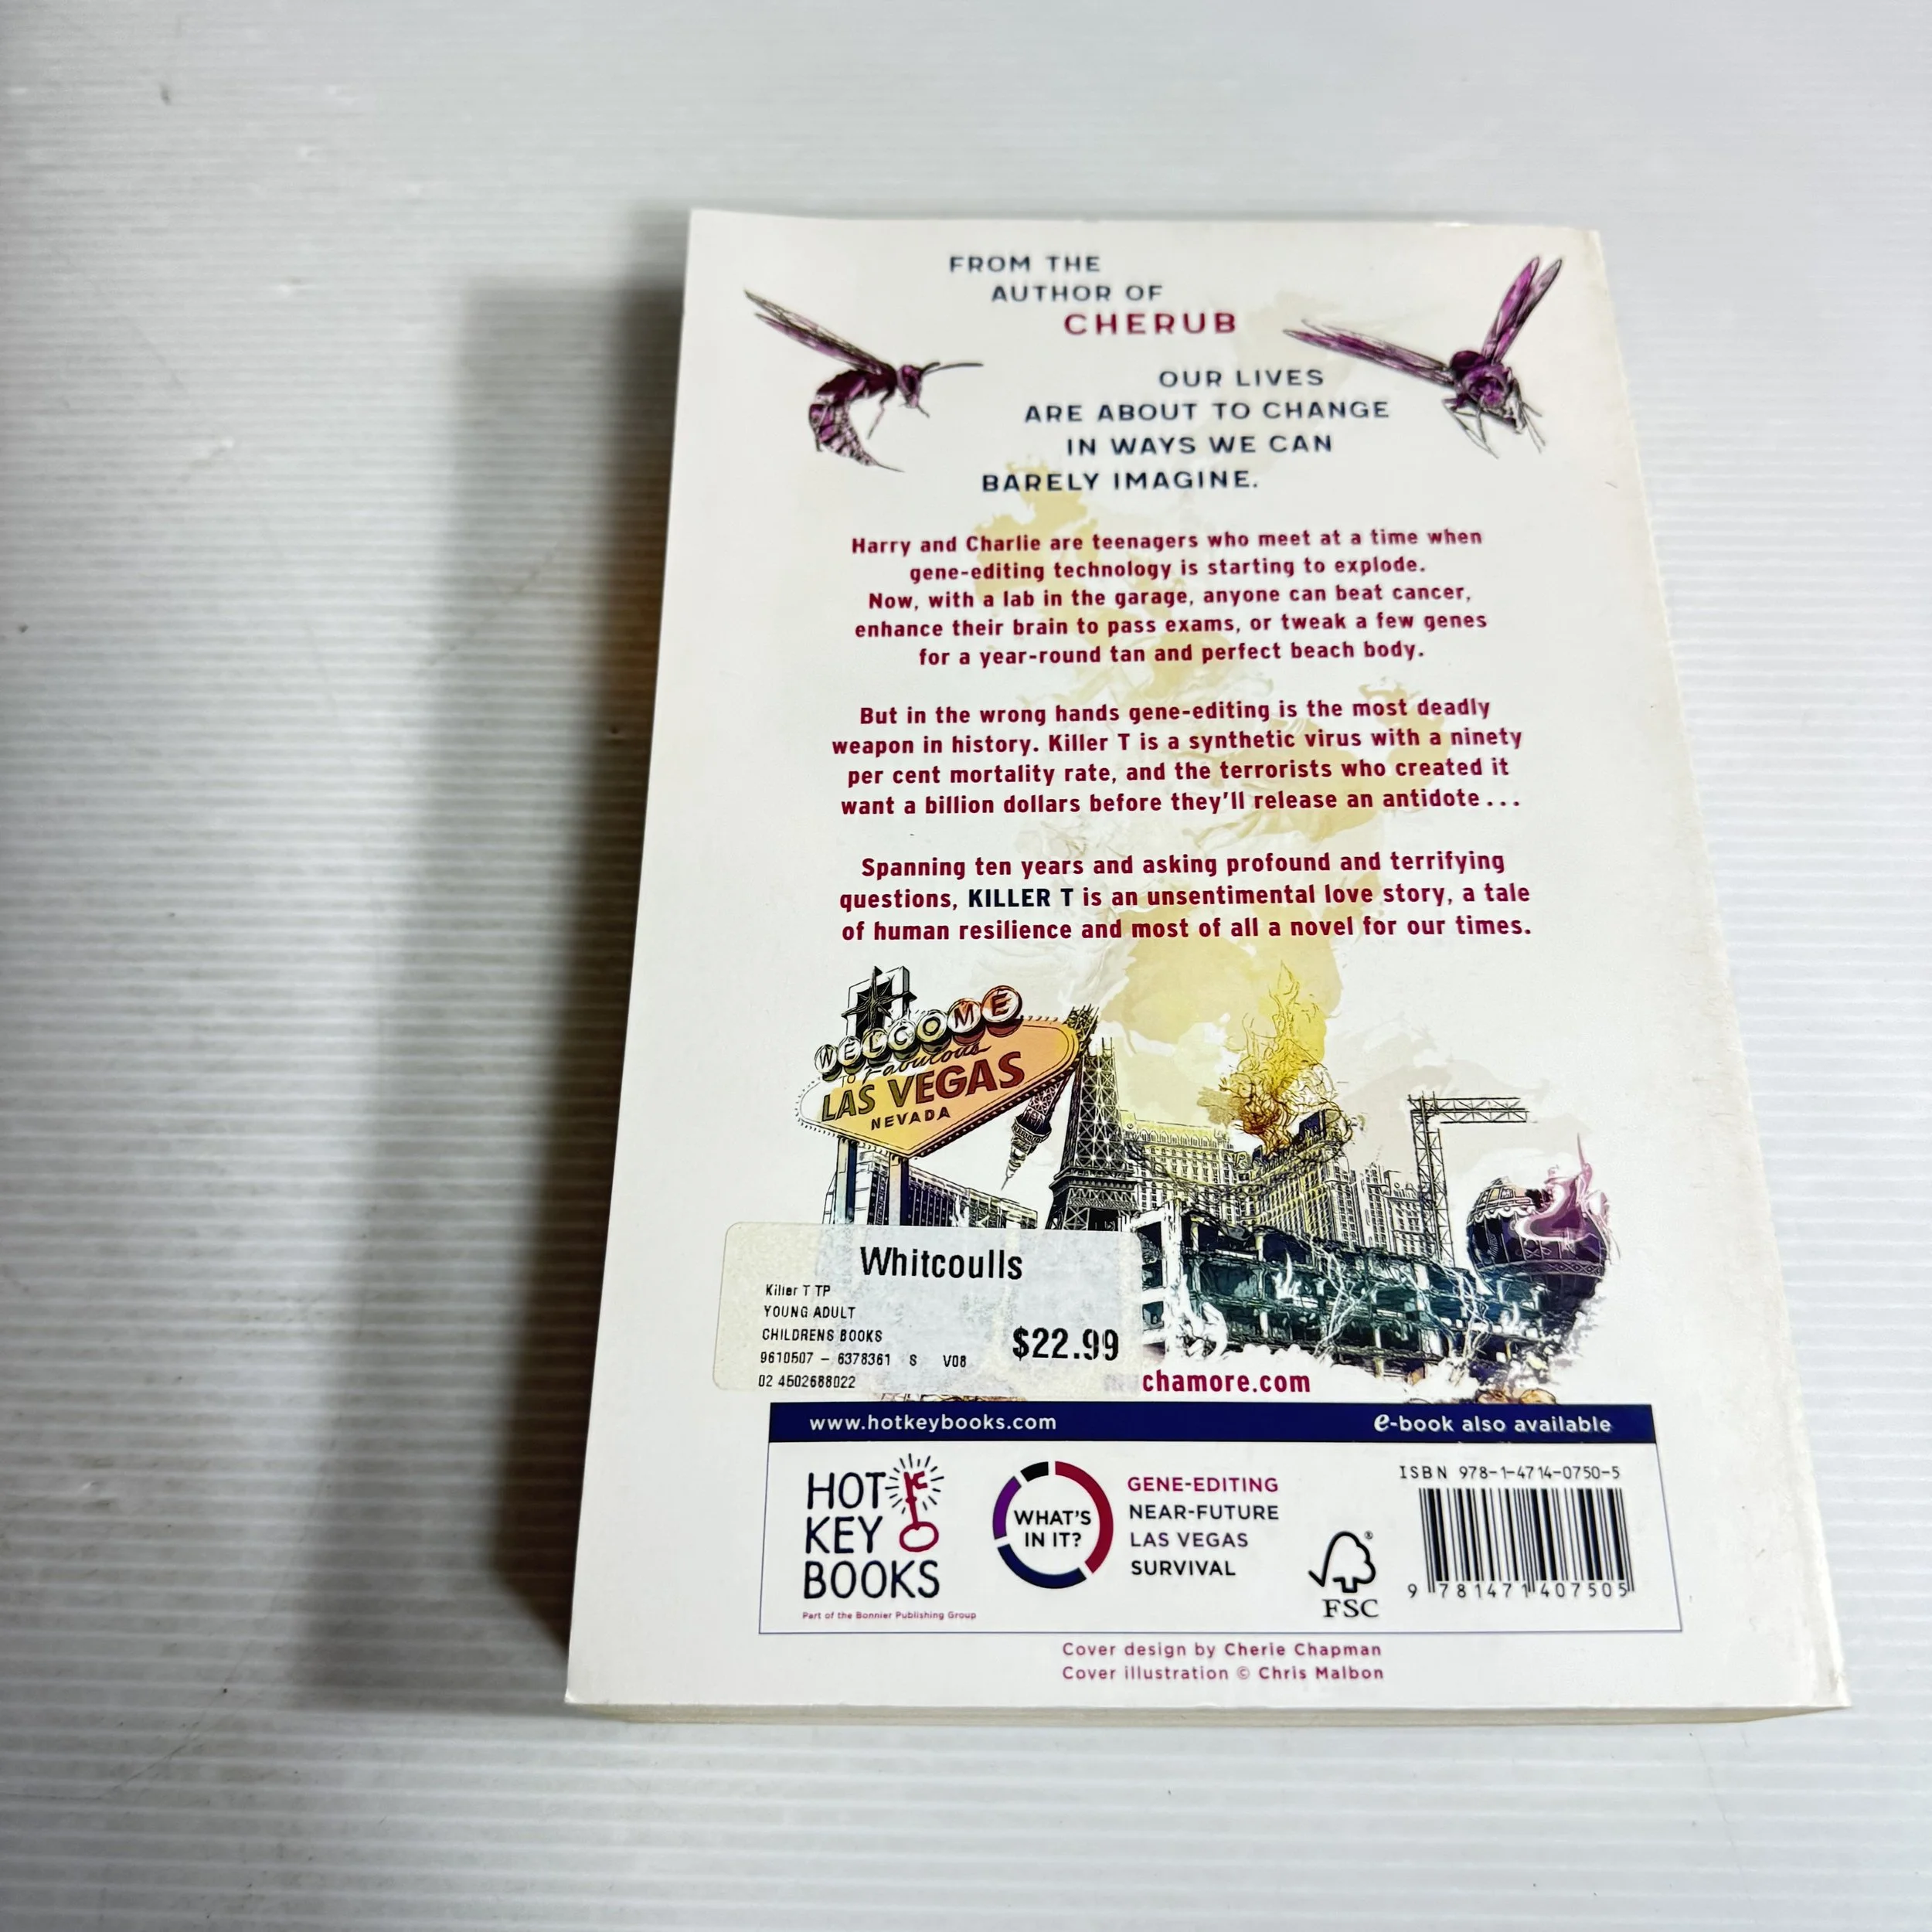 FROM THE
AUTHOR OF
CHERUB
OUR LIVES
ARE ABOUT TO CHANGE
IN WAYS WE CAN
BARELY IMAGINE.
Harry and Charlie are teenagers who meet at a time when
gene-editing technology is starting to explode.
Now, with a lab in the garage, anyone can beat cancer,
enhance their brain to pass exams, or tweak a few genes
for a year-round tan and perfect beach body.
But in the wrong hands gene-editing is the most deadly
weapon in history. Killer T is a synthetic virus with a ninety
per cent mortality rate, and the terrorists who created it
want a billion dollars before they'll release an antidote...
Spanning ten years and asking profound and terrifying
questions, KILLER T is an unsentimental love story, a tale
of human resilience and most of all a novel for our times.
WELCOME
TO Fabulous
LAS VEGAS
NEVADA
Whitcoulls
Killer T TP
YOUNG ADULT
CHILDRENS BOOKS
$22.99
9610507 - 6378361 S V08
02 4502688022
chamore.com
www.hotkeybooks.com
e-book also available
HOT
KEY
BOOKS
Part of the Bonnier Publishing Group
WHAT'S
IN IT?
GENE-EDITING
NEAR-FUTURE
LAS VEGAS
SURVIVAL
®
FSC
ISBN 978-1-4714-0750-5
9 781471 407505
Cover design by Cherie Chapman
Cover illustration © Chris Malbon